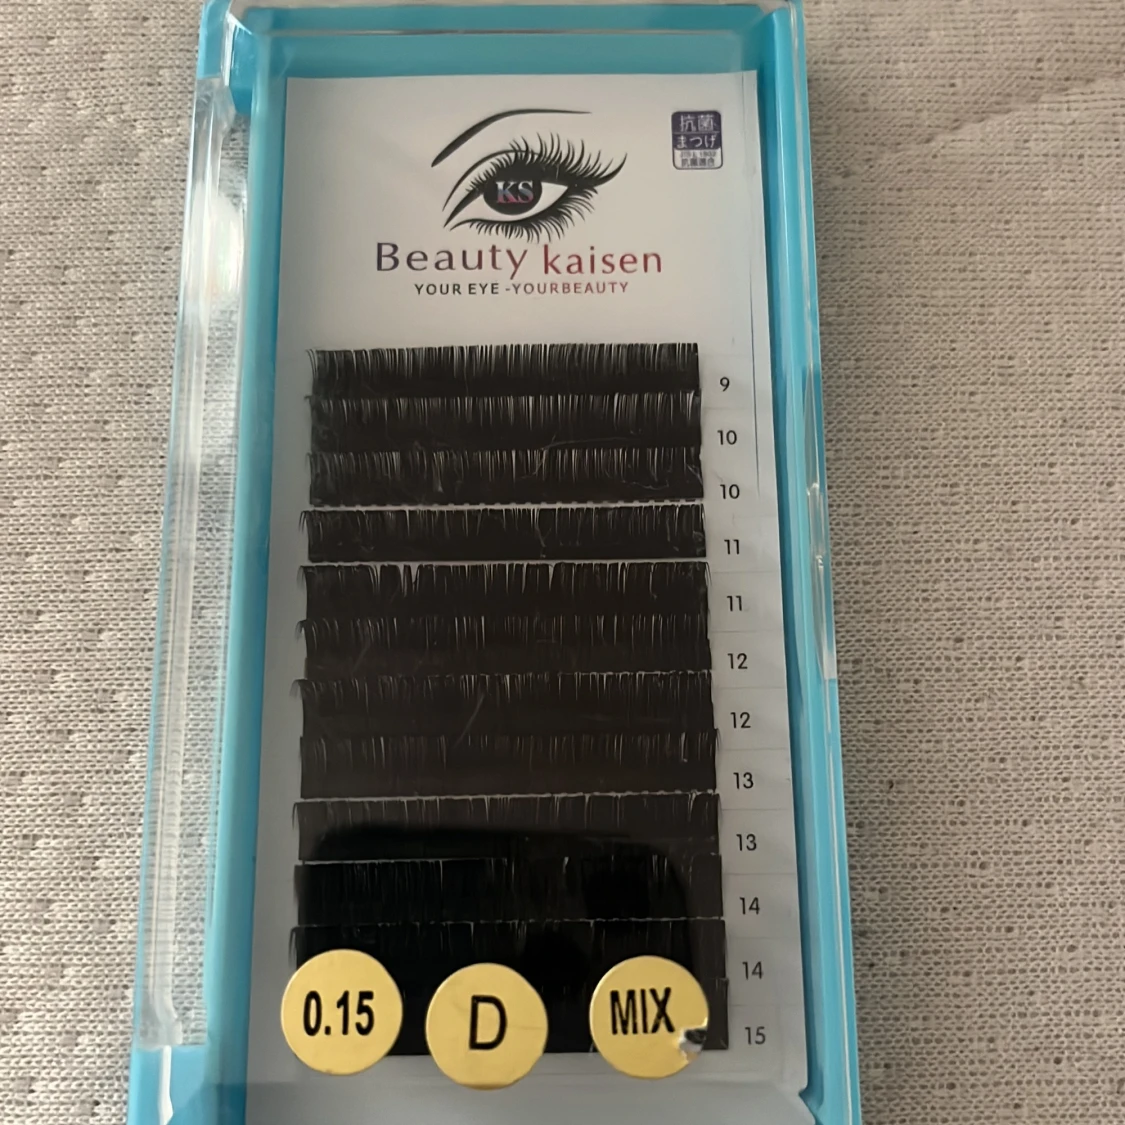 抗菌
まつげ
KS
Beauty kaisen
YOUR EYE -YOURBEAUTY
9
10
10
11
11
12
12
13
13
14
14
15
0.15
D
MIX